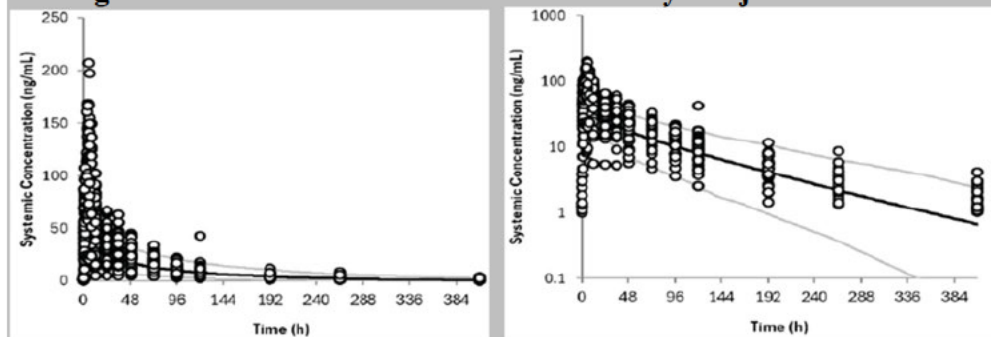 250
200
150
100
50
0
Systemic Concentration (ng/mL)
0 48 96 144 192 240 288 336 384
Time (h)
1000
100
10
1
0.1
Systemic Concentration (ng/mL)
0 48 96 144 192 240 288 336 384
Time (h)